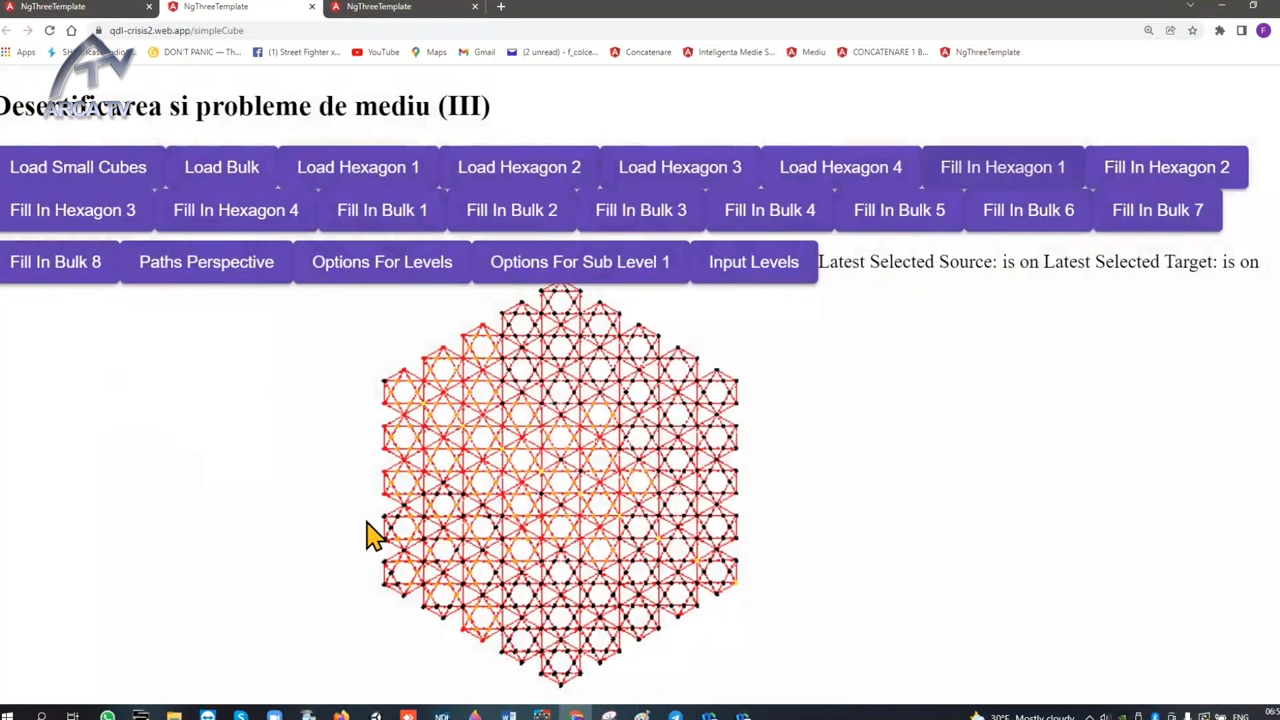 NgThreeTemplate
NgThreeTemplate
NgThreeTemplate
qdl-crisis2.web.app/simpleCube
Apps
DON'T PANIC — Th...
(1) Street Fighter x...
YouTube
Maps
Gmail
(2 unread) - f_colce...
Concatenare
Inteligenta Medie S...
Mediu
CONCATENARE 1 B...
NgThreeTemplate
Desertificarea si probleme de mediu (III)
ARCA TV
Load Small Cubes Load Bulk Load Hexagon 1 Load Hexagon 2 Load Hexagon 3 Load Hexagon 4 Fill In Hexagon 1 Fill In Hexagon 2
Fill In Hexagon 3 Fill In Hexagon 4 Fill In Bulk 1 Fill In Bulk 2 Fill In Bulk 3 Fill In Bulk 4 Fill In Bulk 5 Fill In Bulk 6 Fill In Bulk 7
Fill In Bulk 8 Paths Perspective Options For Levels Options For Sub Level 1 Input Levels Latest Selected Source: is on Latest Selected Target: is on
30°F Mostly cloudy
ENG